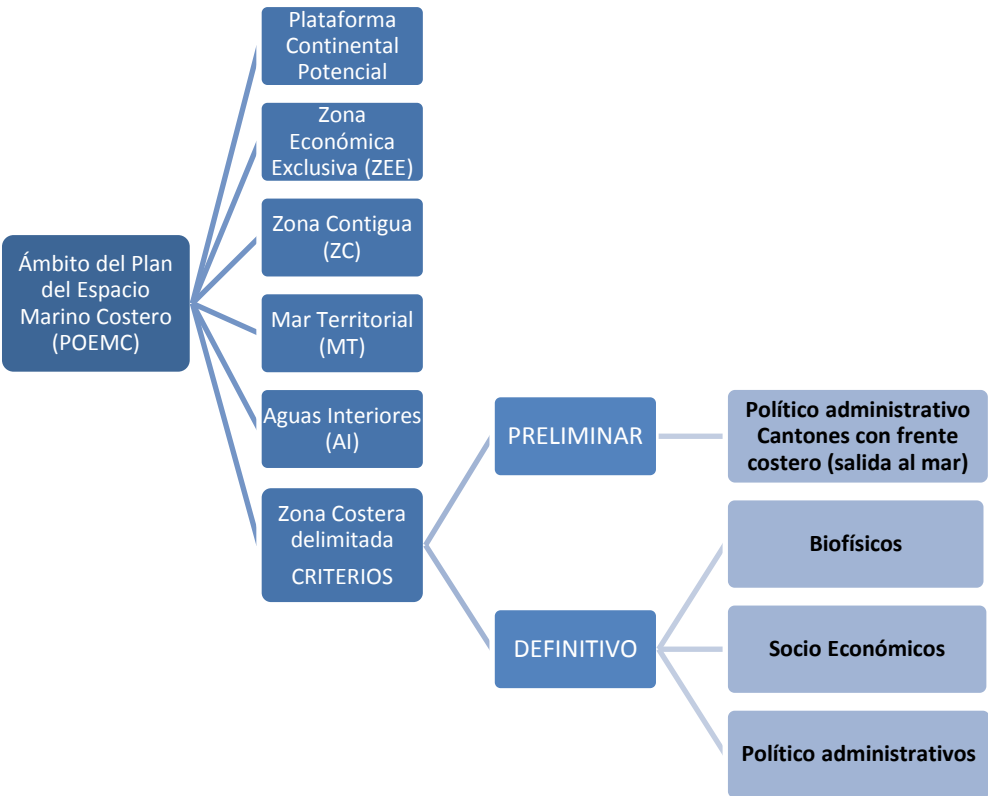 Plataforma
Continental
Potencial
Zona
Económica
Exclusiva (ZEE)
Zona Contigua
(ZC)
Ámbito del Plan
del Espacio
Marino Costero
(POEMC)
Mar Territorial
(MT)
Aguas Interiores
(AI)
Zona Costera
delimitada
CRITERIOS
PRELIMINAR
Político administrativo
Cantones con frente
costero (salida al mar)
DEFINITIVO
Biofísicos
Socio Económicos
Político administrativos